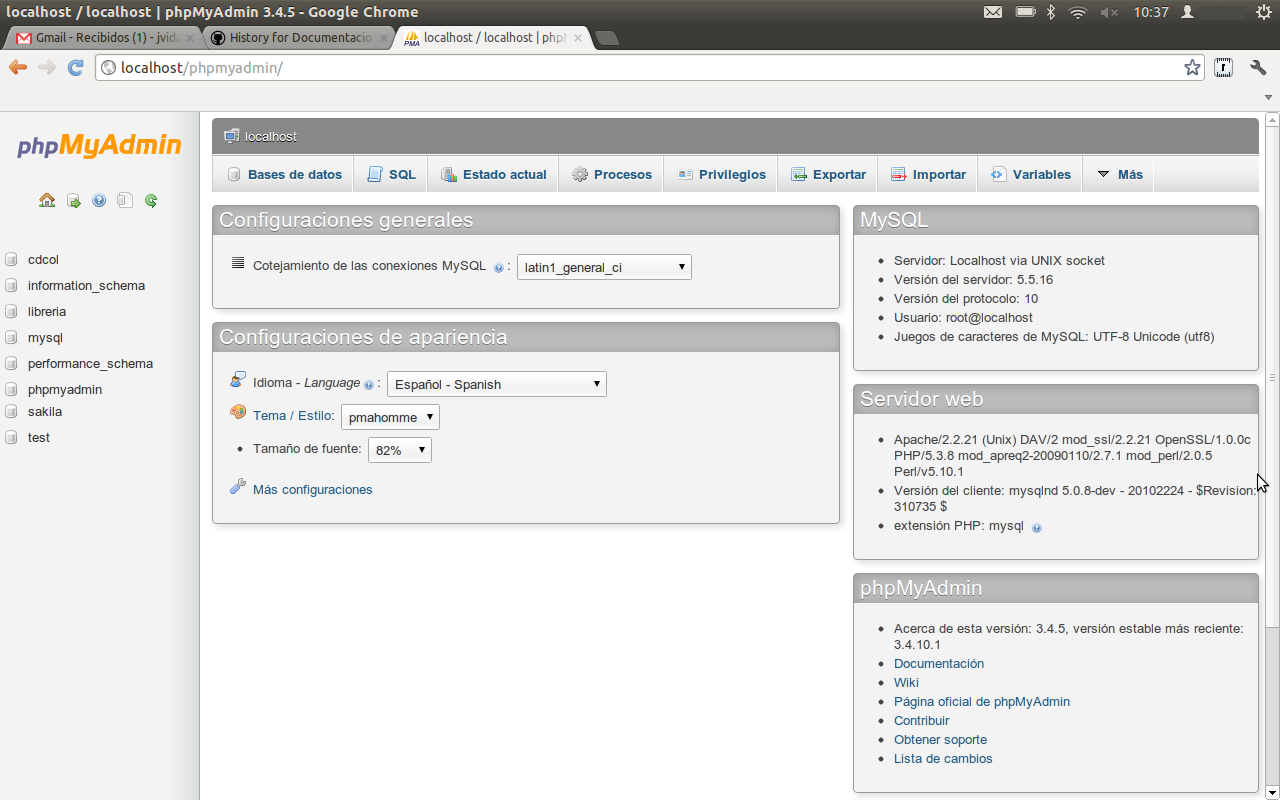 localhost / localhost | phpMyAdmin 3.4.5 - Google Chrome
10:37
Gmail - Recibidos (1) - jvida
History for Documentacio
localhost / localhost | phpM
localhost/phpmyadmin/
phpMyAdmin
cdcol
information_schema
libreria
mysql
performance_schema
phpmyadmin
sakila
test
localhost
Bases de datos
SQL
Estado actual
Procesos
Privilegios
Exportar
Importar
Variables
Más
Configuraciones generales
Cotejamiento de las conexiones MySQL : latin1_general_ci
Configuraciones de apariencia
Idioma - Language : Español - Spanish
Tema / Estilo: pmahomme
Tamaño de fuente: 82%
Más configuraciones
MySQL
Servidor: Localhost via UNIX socket
Versión del servidor: 5.5.16
Versión del protocolo: 10
Usuario: root@localhost
Juegos de caracteres de MySQL: UTF-8 Unicode (utf8)
Servidor web
Apache/2.2.21 (Unix) DAV/2 mod_ssl/2.2.21 OpenSSL/1.0.0c
PHP/5.3.8 mod_apreq2-20090110/2.7.1 mod_perl/2.0.5
Perl/v5.10.1
Versión del cliente: mysqlnd 5.0.8-dev - 20102224 - $Revision:
310735 $
extensión PHP: mysql
phpMyAdmin
Acerca de esta versión: 3.4.5, versión estable más reciente:
3.4.10.1
Documentación
Wiki
Página oficial de phpMyAdmin
Contribuir
Obtener soporte
Lista de cambios